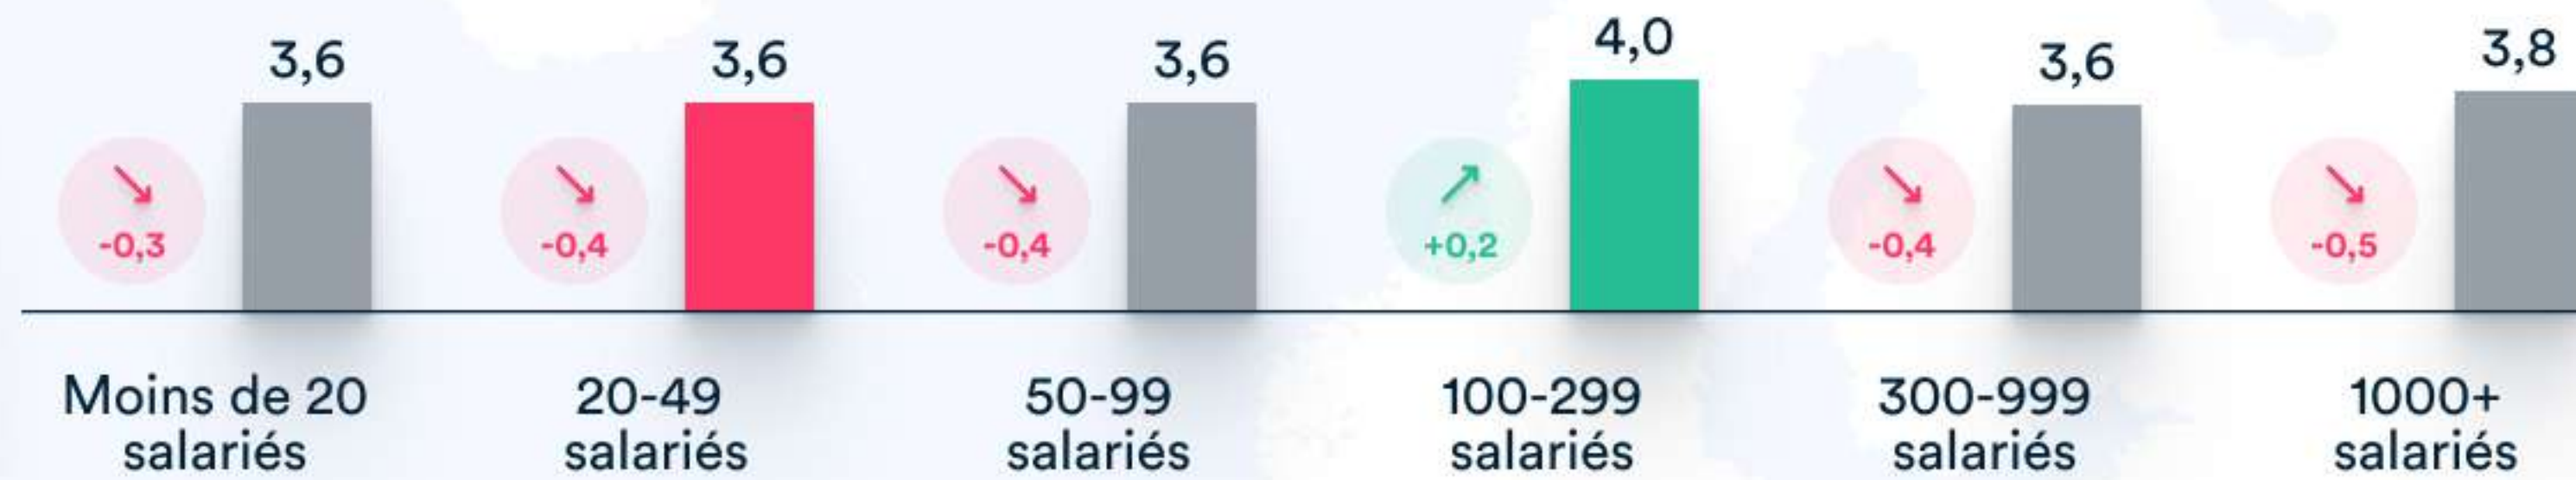 3,6
3,6
3,6
4,0
3,6
3,8
-0,3
-0,4
-0,4
+0,2
-0,4
-0,5
Moins de 20
salariés
20-49
salariés
50-99
salariés
100-299
salariés
300-999
salariés
1000+
salariés